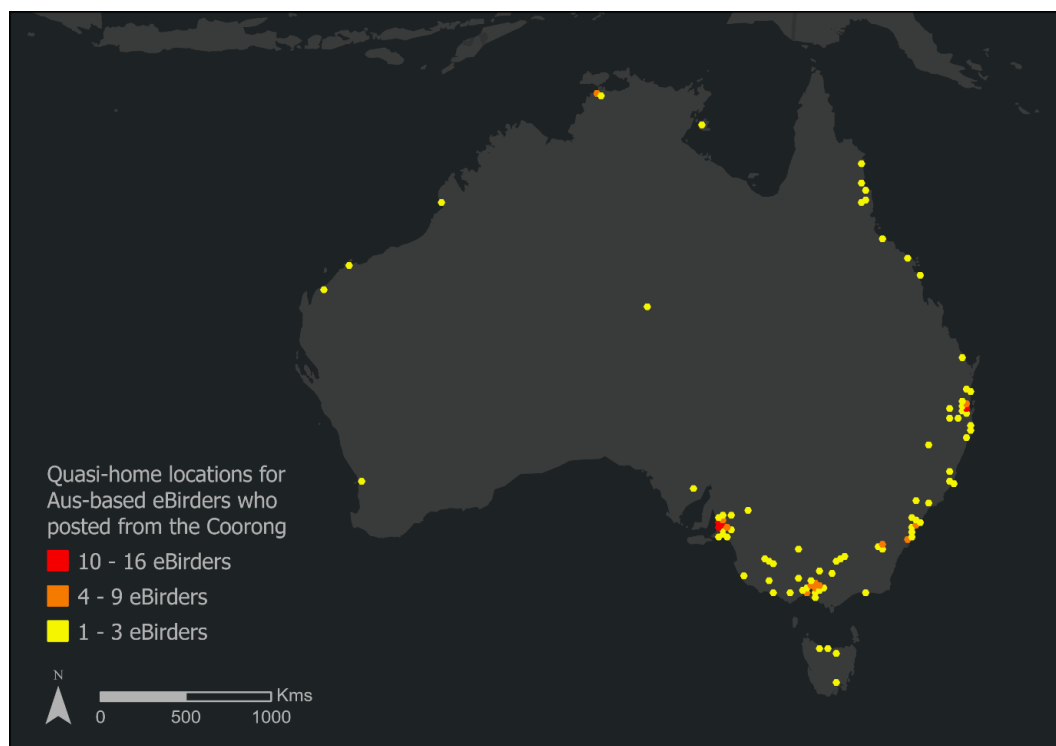 Quasi-home locations for
Aus-based eBirders who
posted from the Coorong
10 - 16 eBirders
4 - 9 eBirders
1 - 3 eBirders
N
Kms
0 500 1000